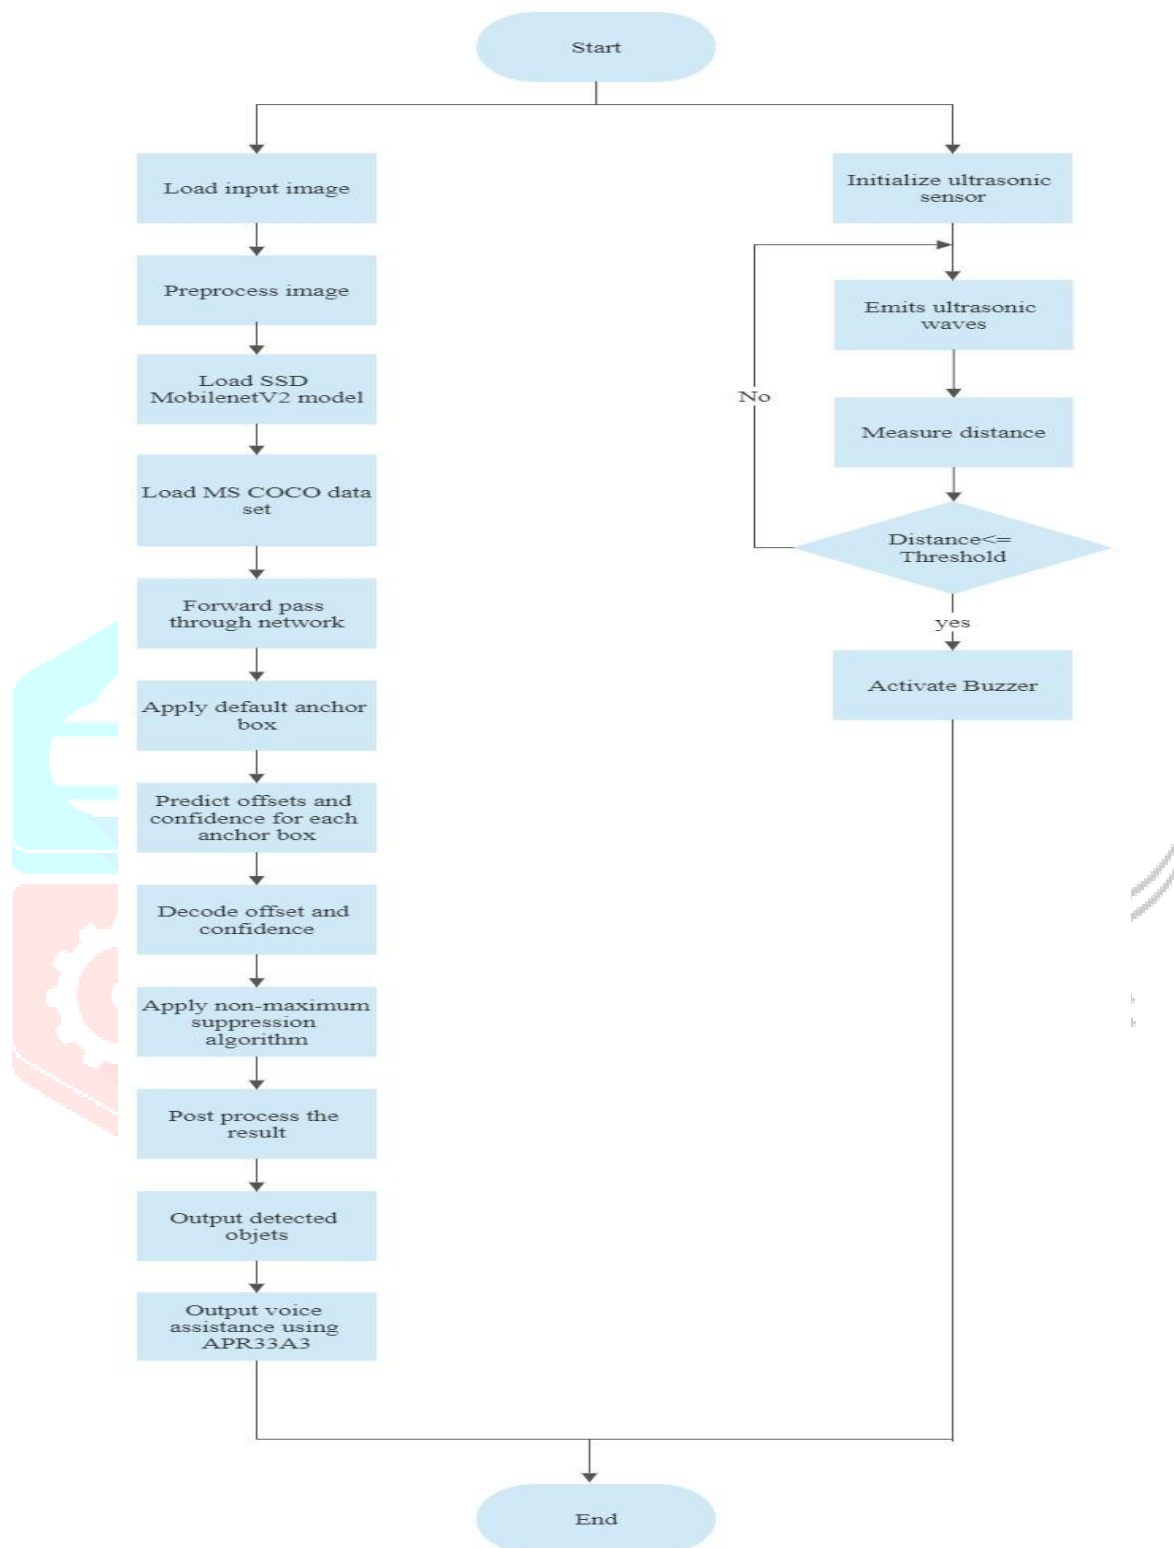 Start
Load input image
Preprocess image
Load SSD
MobilenetV2 model
Load MS COCO data
set
Forward pass
through network
Apply default anchor
box
Predict offsets and
confidence for each
anchor box
Decode offset and
confidence
Apply non-maximum
suppression
algorithm
Post process the
result
Output detected
objets
Output voice
assistance using
APR33A3
Initialize ultrasonic
sensor
Emits ultrasonic
waves
Measure distance
Distance<=
Threshold
No
yes
Activate Buzzer
End